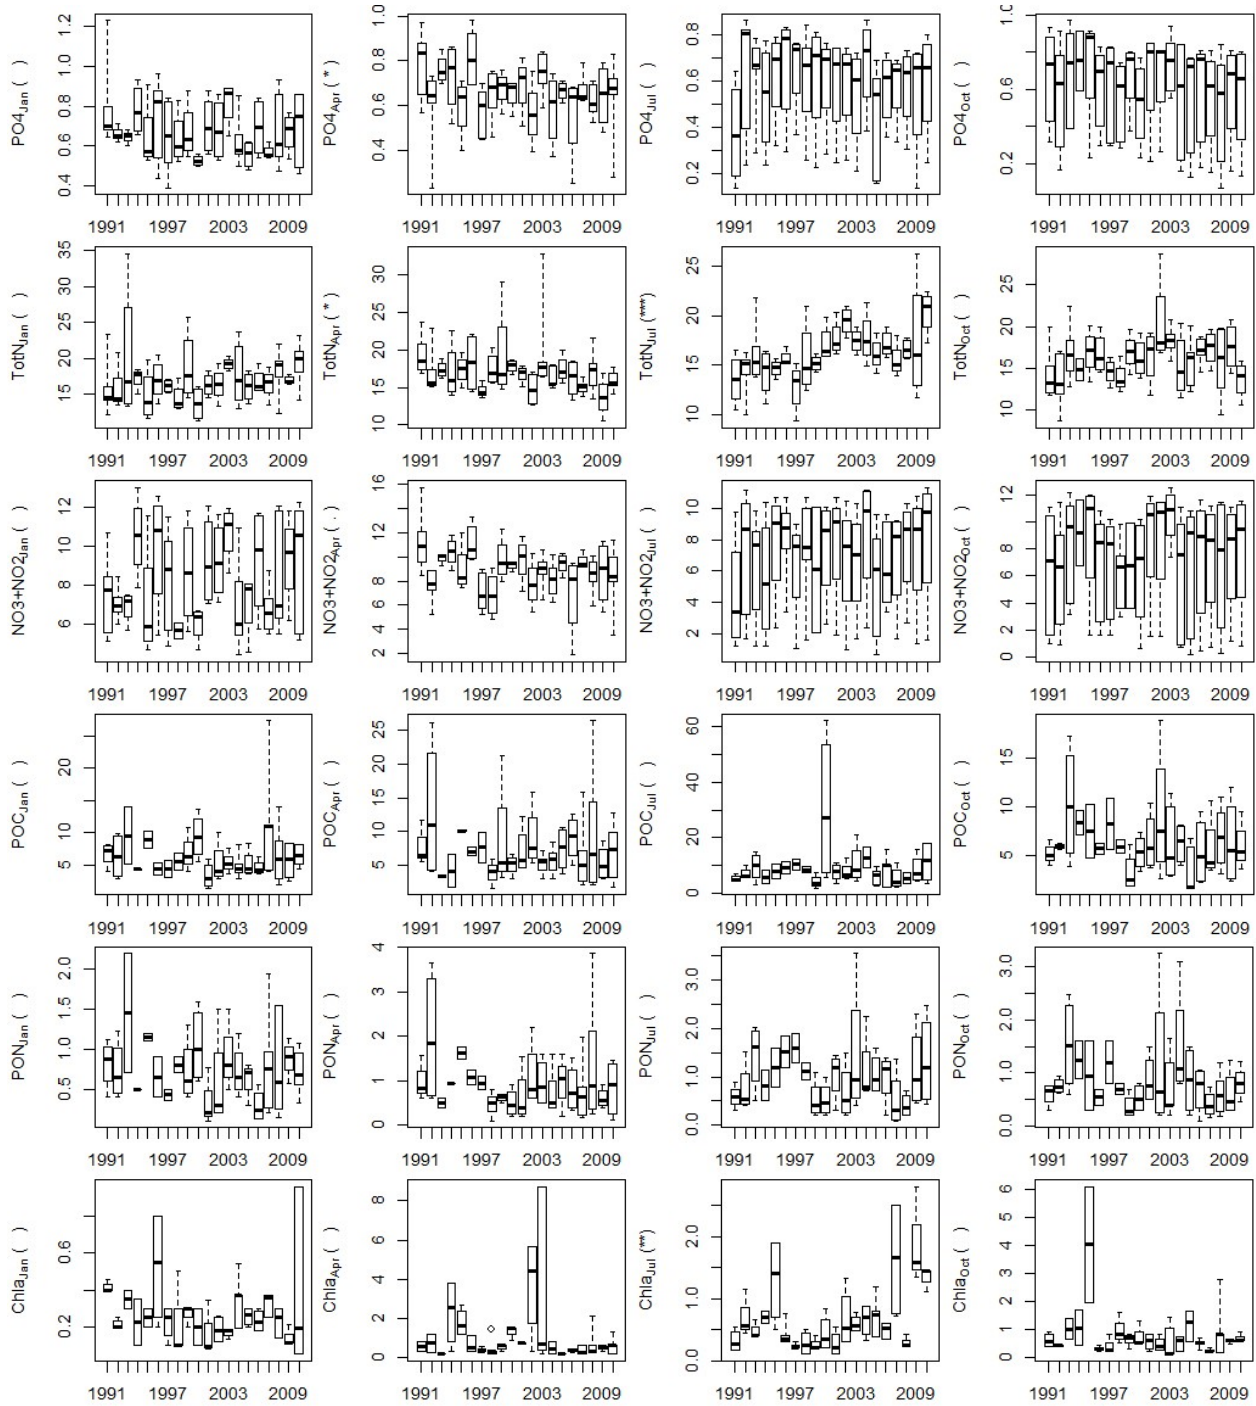 PO4Jan ( ) 0.4 0.6 0.8 1.0 1.2
PO4Apr ( * ) 0.4 0.6 0.8 1.0
PO4Jul ( ) 0.2 0.4 0.6 0.8
PO4Oct ( ) 0.2 0.6 1.0
1991 1997 2003 2009 1991 1997 2003 2009 1991 1997 2003 2009 1991 1997 2003 2009
TotNJan ( ) 15 20 25 30 35
TotNApr ( * ) 10 15 20 30
TotNJul (***) 10 15 20 25
TotNOct ( ) 10 15 20 25
1991 1997 2003 2009 1991 1997 2003 2009 1991 1997 2003 2009 1991 1997 2003 2009
NO3+NO2Jan ( ) 6 8 10 12
NO3+NO2Apr ( . ) 2 4 6 8 12 16
NO3+NO2Jul ( ) 2 4 6 8 10
NO3+NO2Oct ( ) 0 2 4 6 8 12
1991 1997 2003 2009 1991 1997 2003 2009 1991 1997 2003 2009 1991 1997 2003 2009
POCJan ( ) 5 10 20
POCApr ( ) 5 10 15 20 25
POCJul ( ) 0 10 20 40 60
POCOct ( ) 5 10 15
1991 1997 2003 2009 1991 1997 2003 2009 1991 1997 2003 2009 1991 1997 2003 2009
PONJan ( ) 0.5 1.0 1.5 2.0
PONApr ( ) 0 1 2 3 4
PONJul ( ) 0.0 1.0 2.0 3.0
PONOct ( ) 0.0 1.0 2.0 3.0
1991 1997 2003 2009 1991 1997 2003 2009 1991 1997 2003 2009 1991 1997 2003 2009
ChlaJan ( ) 0.2 0.6
ChlaApr ( ) 0 2 4 6 8
ChlaJul (**) 0.0 1.0 2.0
ChlaOct ( ) 0 1 2 3 4 5 6
1991 1997 2003 2009 1991 1997 2003 2009 1991 1997 2003 2009 1991 1997 2003 2009